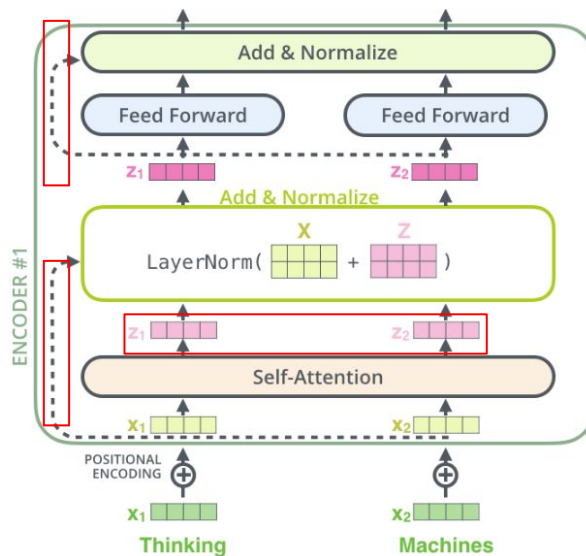 Add & Normalize
Feed Forward Feed Forward
z1 z2
Add & Normalize
X Z
LayerNorm( + )
ENCODER #1
z1 z2
Self-Attention
x1 x2
POSITIONAL
ENCODING
x1 x2
Thinking Machines